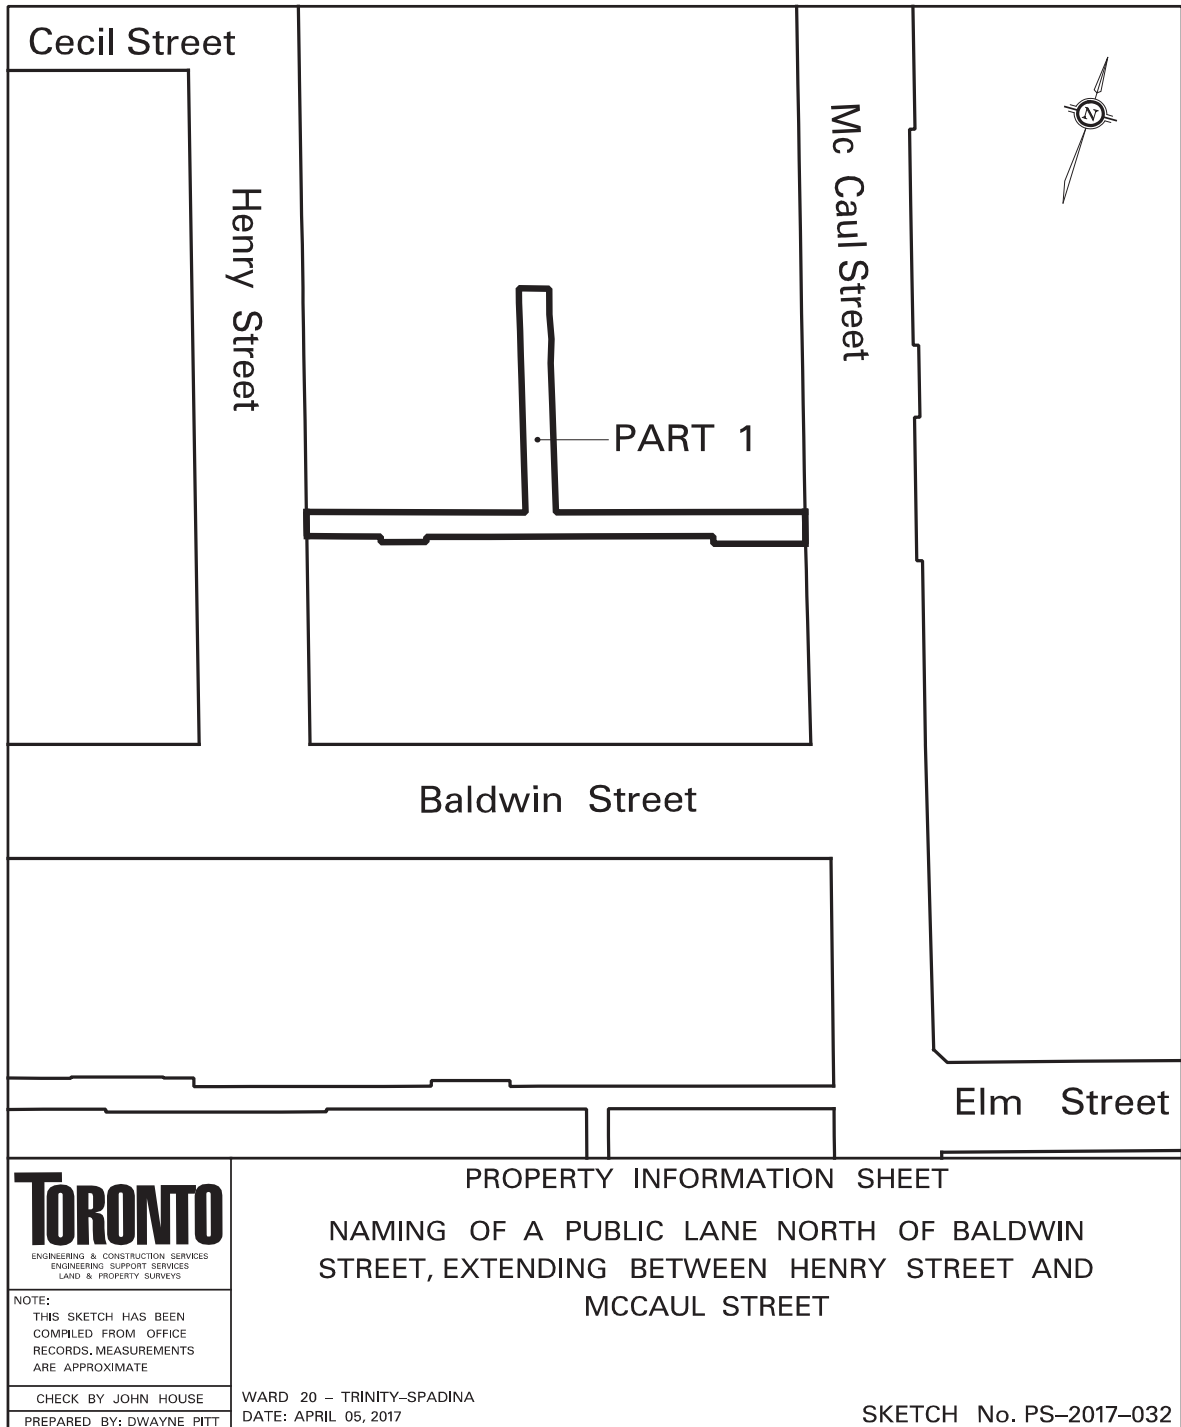 Cecil Street
Henry Street
Mc Caul Street
N
PART 1
Baldwin Street
Elm Street
TORONTO
ENGINEERING & CONSTRUCTION SERVICES
ENGINEERING SUPPORT SERVICES
LAND & PROPERTY SURVEYS
NOTE:
THIS SKETCH HAS BEEN
COMPILED FROM OFFICE
RECORDS. MEASUREMENTS
ARE APPROXIMATE
CHECK BY JOHN HOUSE
PREPARED BY: DWAYNE PITT
PROPERTY INFORMATION SHEET
NAMING OF A PUBLIC LANE NORTH OF BALDWIN
STREET, EXTENDING BETWEEN HENRY STREET AND
MCCAUL STREET
WARD 20 – TRINITY–SPADINA
DATE: APRIL 05, 2017
SKETCH No. PS–2017–032